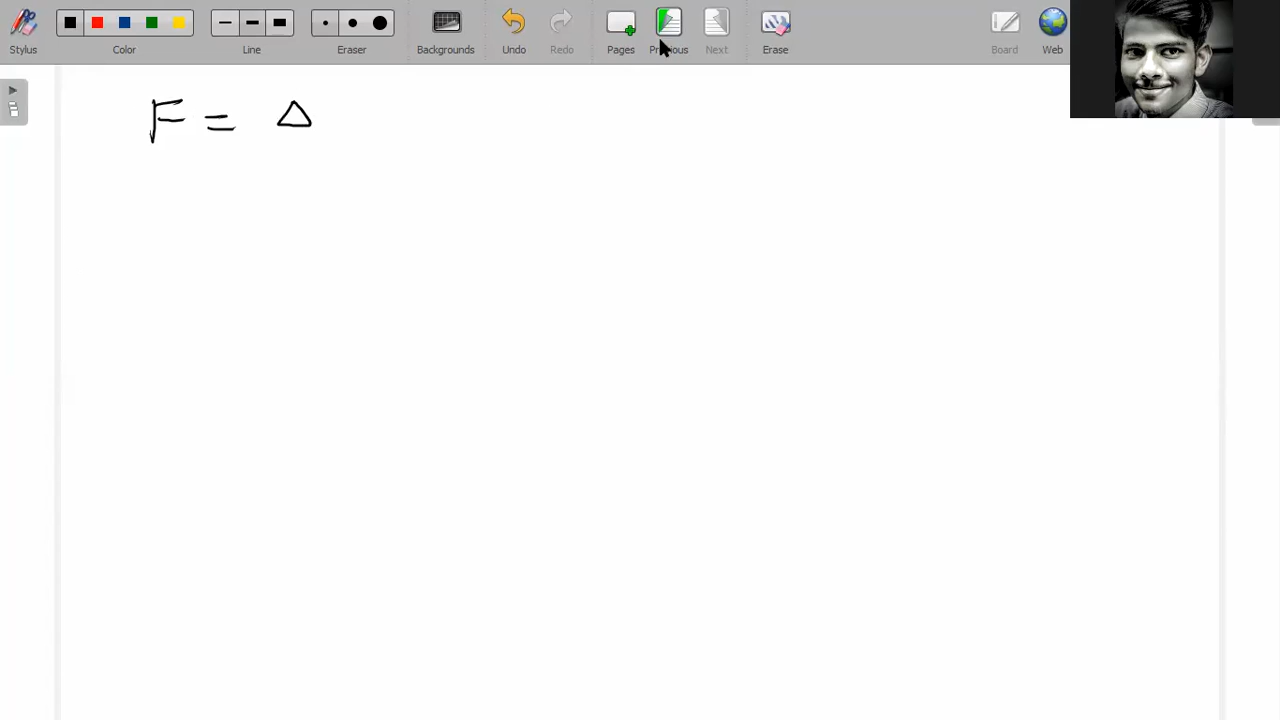 Stylus Color Line Eraser Backgrounds Undo Redo Pages Previous Next Erase Board Web
F = Δ